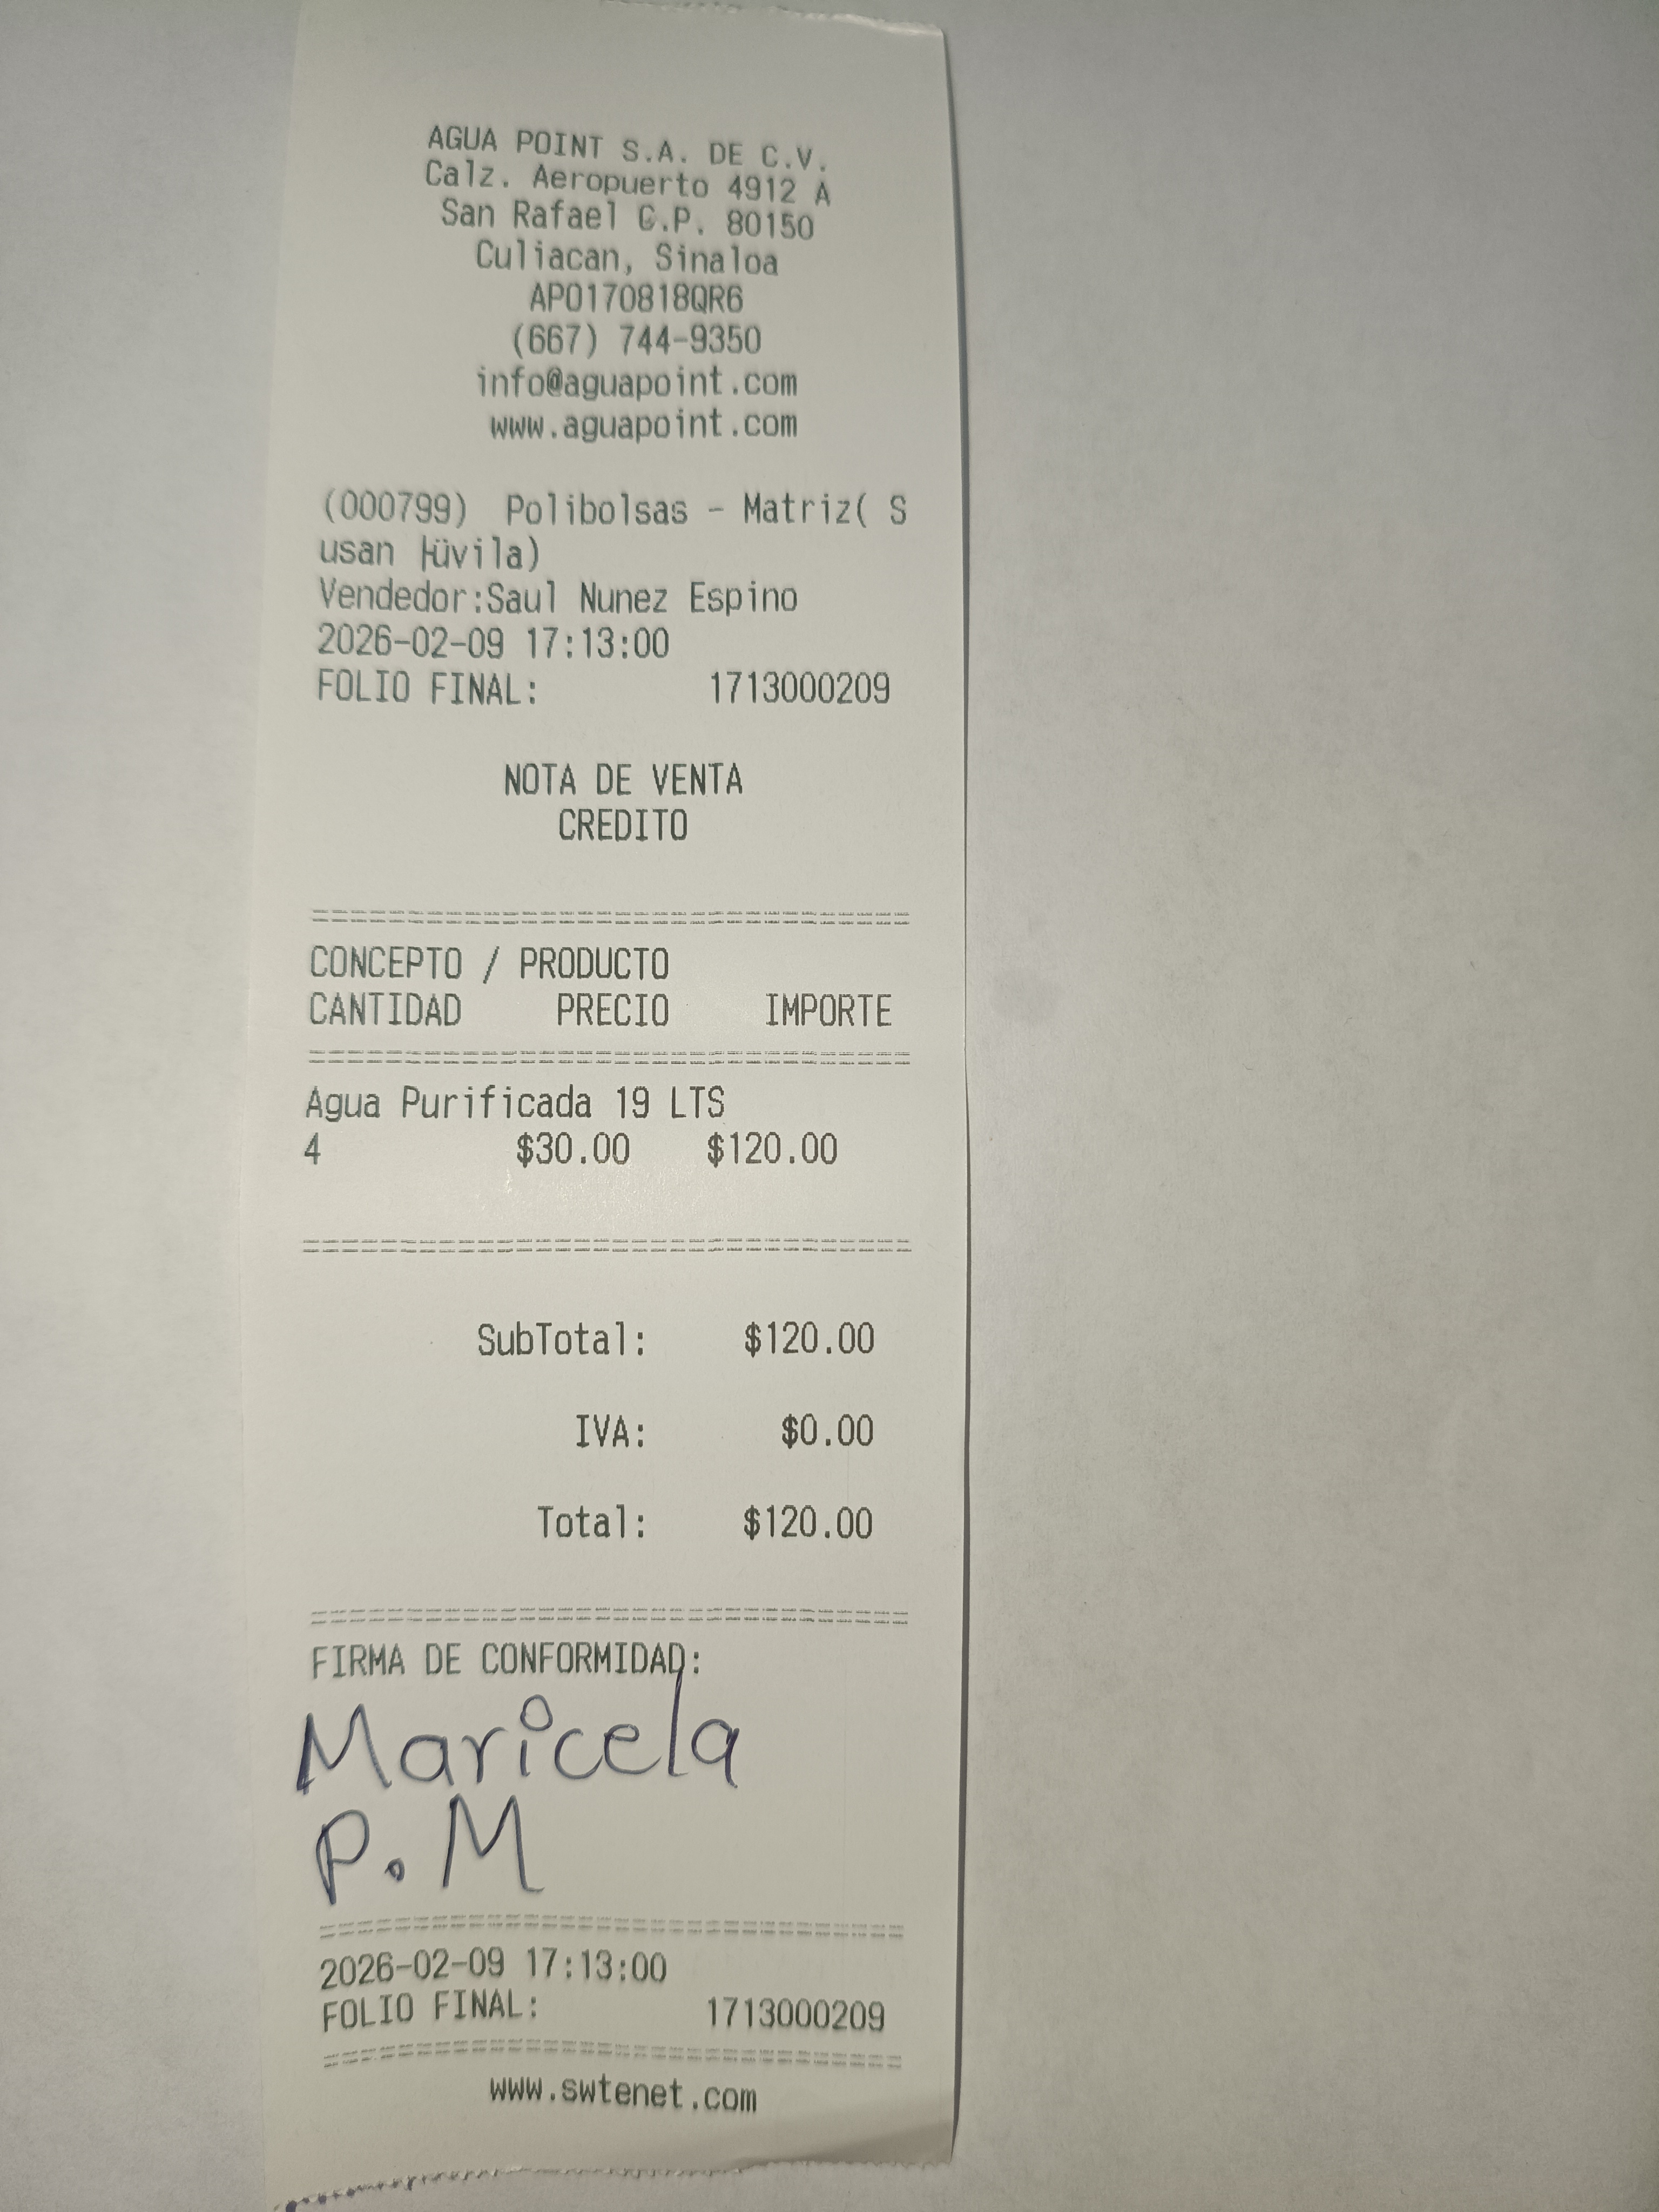 AGUA POINT S.A. DE C.V.
Calz. Aeropuerto 4912 A
San Rafael C.P. 80150
Culiacan, Sinaloa
APO170818QR6
(667) 744-9350
info@aguapoint.com
www.aguapoint.com
(000799) Polibolsas - Matriz( S
usan ├üvila)
Vendedor:Saul Nunez Espino
2026-02-09 17:13:00
FOLIO FINAL: 1713000209
NOTA DE VENTA
CREDITO
CONCEPTO / PRODUCTO
CANTIDAD PRECIO IMPORTE
Agua Purificada 19 LTS
4 $30.00 $120.00
SubTotal: $120.00
IVA: $0.00
Total: $120.00
FIRMA DE CONFORMIDAD:
Maricela
P.M
2026-02-09 17:13:00
FOLIO FINAL: 1713000209
www.swtenet.com